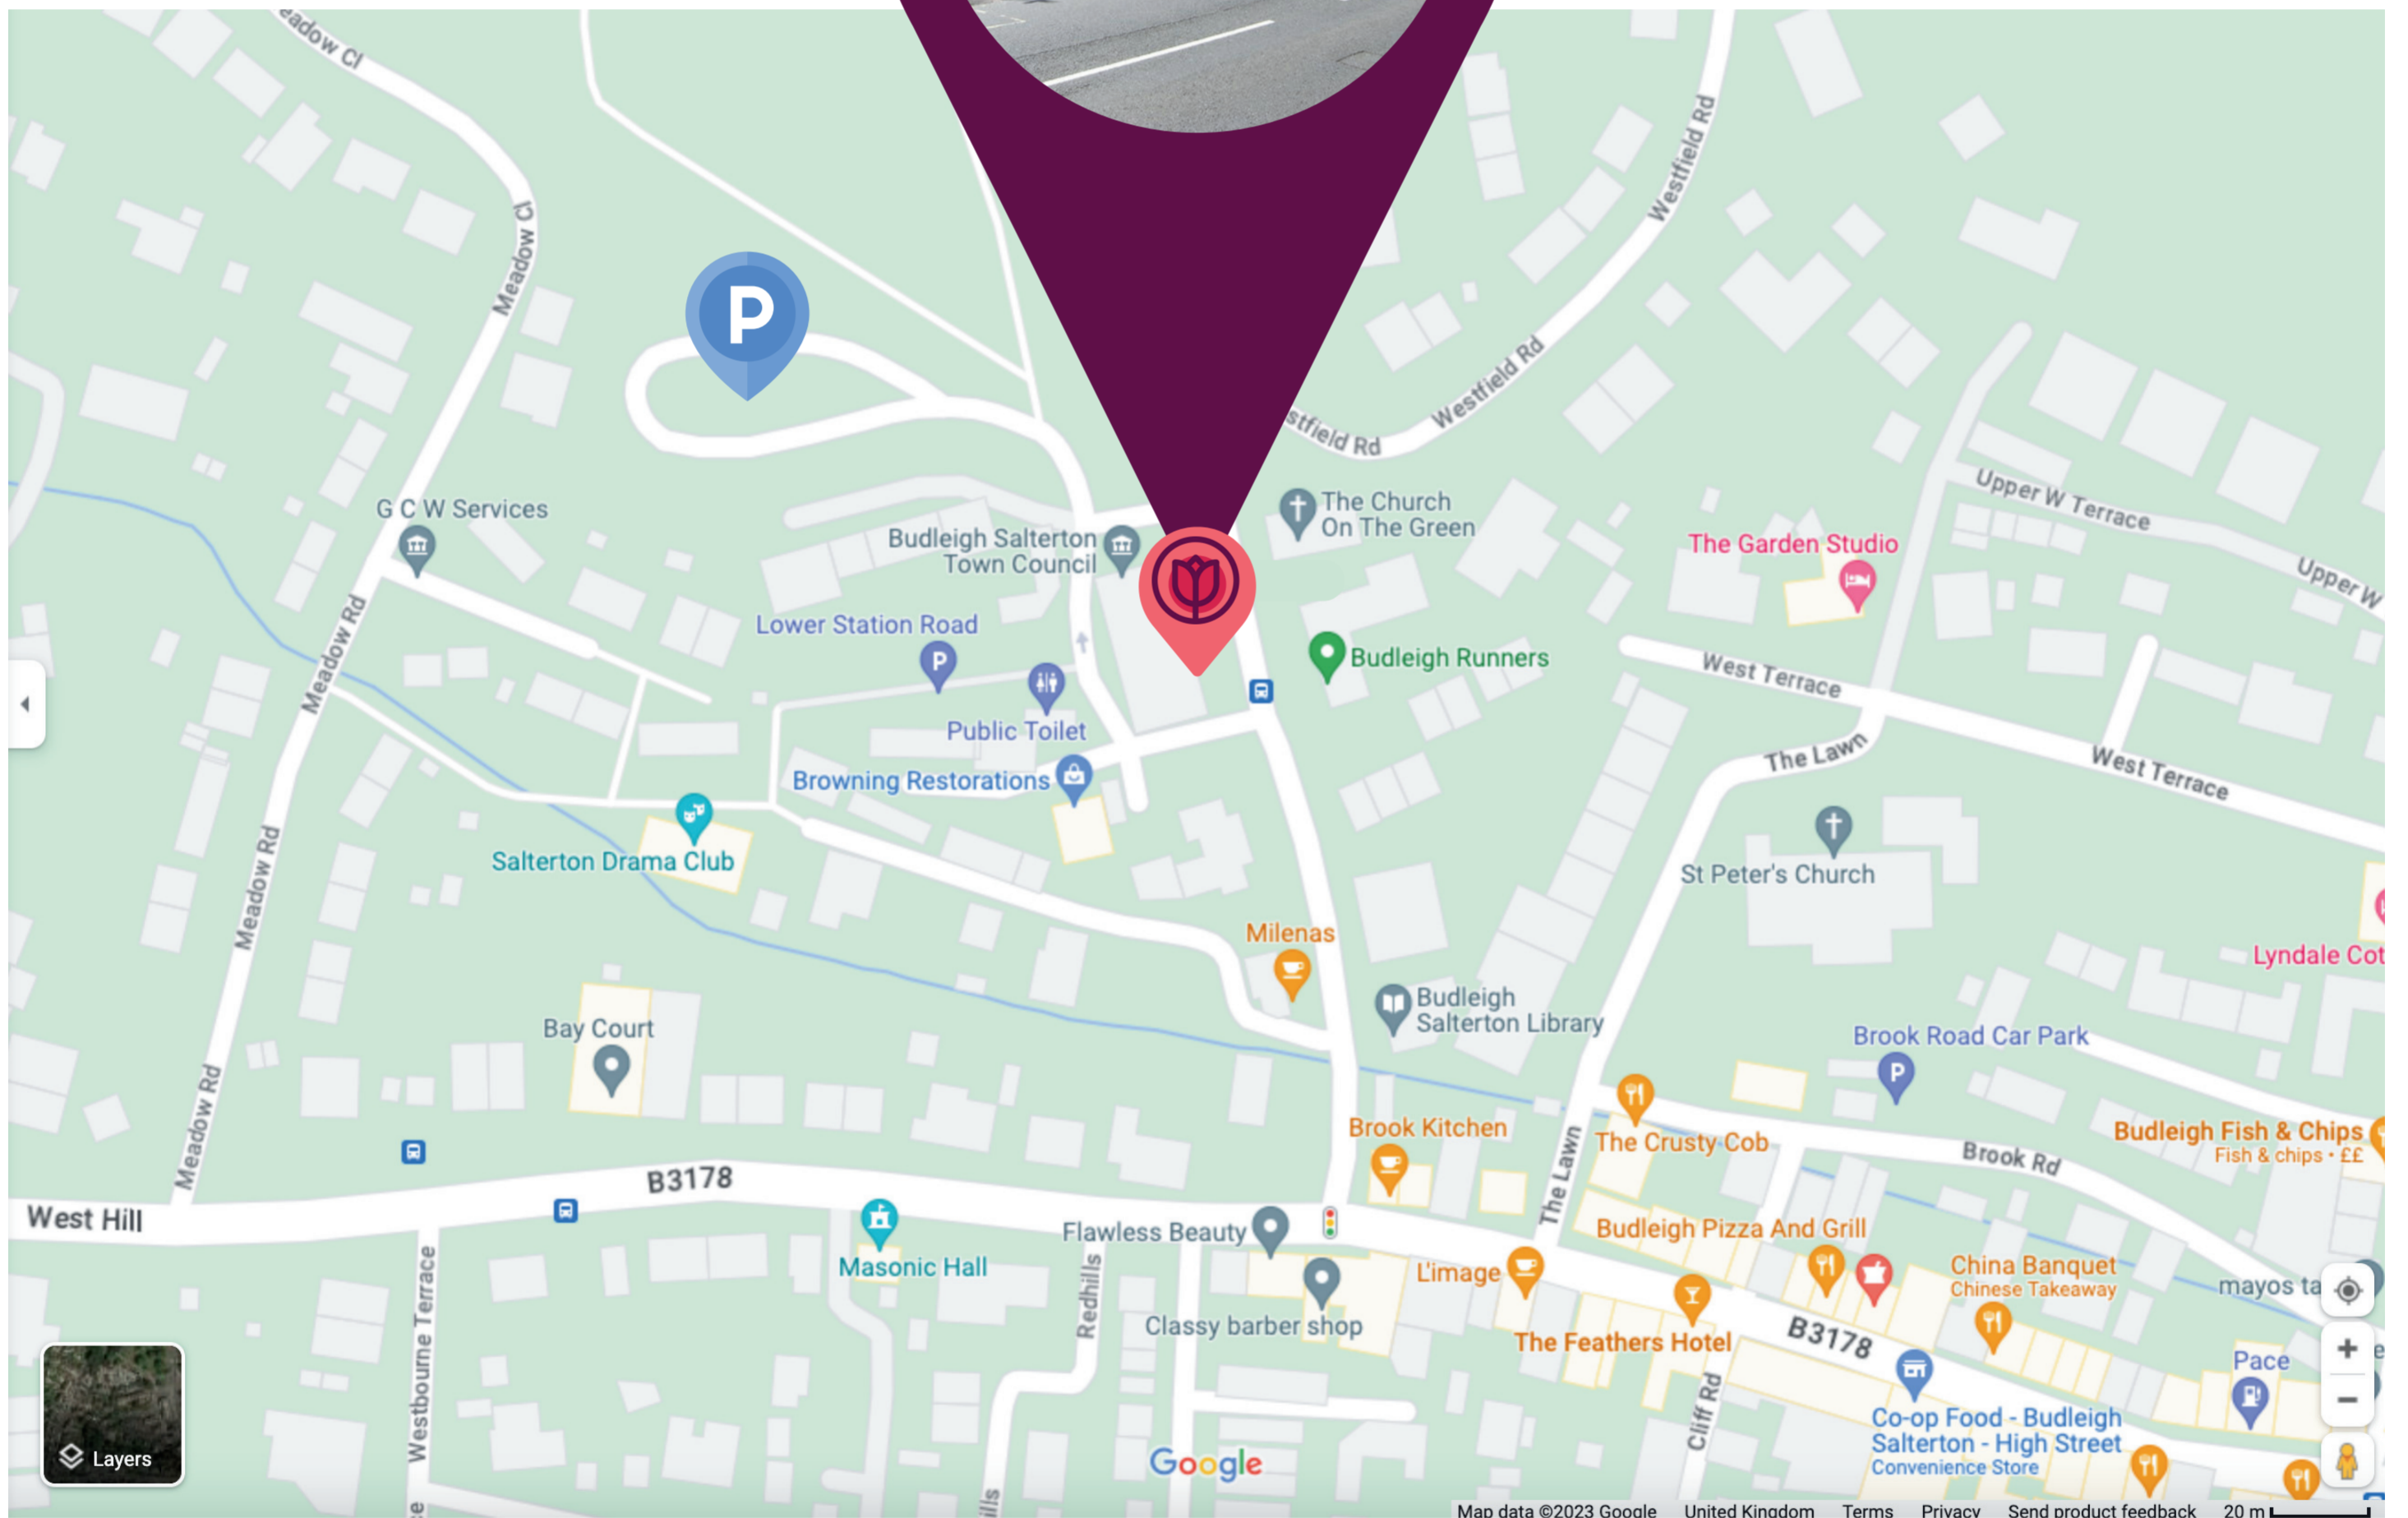 eadow Cl
Meadow Cl
P
Westfield Rd
Westfield Rd
stfield Rd
G C W Services
Budleigh Salterton
Town Council
The Church
On The Green
Upper W Terrace
Upper W
The Garden Studio
Lower Station Road
P
Meadow Rd
Budleigh Runners
West Terrace
Public Toilet
The Lawn
West Terrace
Browning Restorations
Salterton Drama Club
St Peter's Church
Meadow Rd
Milenas
Lyndale Cot
Budleigh
Salterton Library
Bay Court
Brook Road Car Park
P
Meadow Rd
Brook Kitchen
The Crusty Cob
Budleigh Fish & Chips
Fish & chips • ££
Brook Rd
The Lawn
B3178
West Hill
Flawless Beauty
Budleigh Pizza And Grill
Masonic Hall
L'image
China Banquet
Chinese Takeaway
mayos ta
Redhills
Westbourne Terrace
Classy barber shop
The Feathers Hotel
B3178
Pace
Cliff Rd
Co-op Food - Budleigh
Salterton - High Street
Convenience Store
Layers
Google
ills
Map data ©2023 Google United Kingdom Terms Privacy Send product feedback 20 m